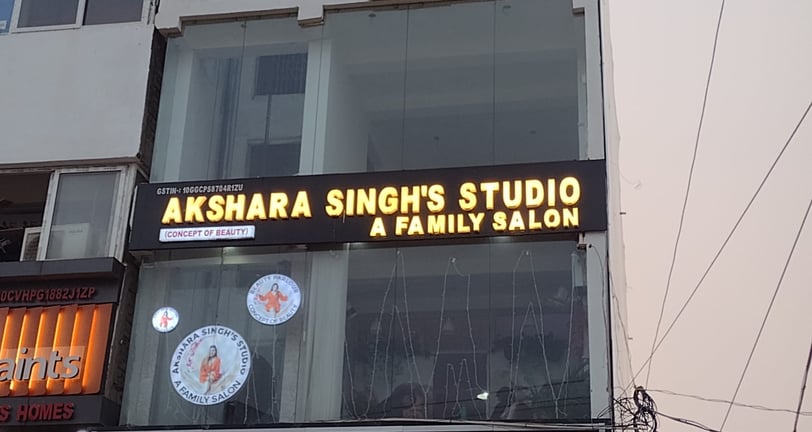 GSTIN-: 10GGCPS8704R1ZU
AKSHARA SINGH'S STUDIO
(CONCEPT OF BEAUTY)
A FAMILY SALON
BEAUTY PARLOUR
CONCEPT OF BEAUTY
AKSHARA SINGH'S STUDIO
A FAMILY SALON
0CVHPG1882J1ZP
aints
S HOMES